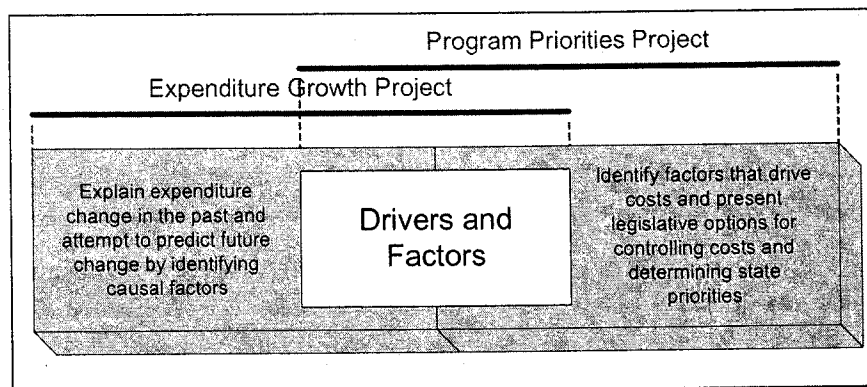 Program Priorities Project
Expenditure Growth Project
Explain expenditure
change in the past and
attempt to predict future
change by identifying
causal factors
Drivers and
Factors
Identify factors that drive
costs and present
legislative options for
controlling costs and
determining state
priorities